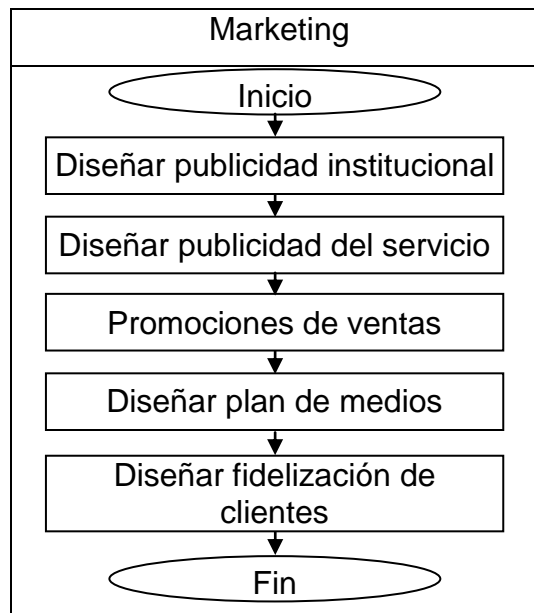 Marketing
Inicio
Diseñar publicidad institucional
Diseñar publicidad del servicio
Promociones de ventas
Diseñar plan de medios
Diseñar fidelización de
clientes
Fin